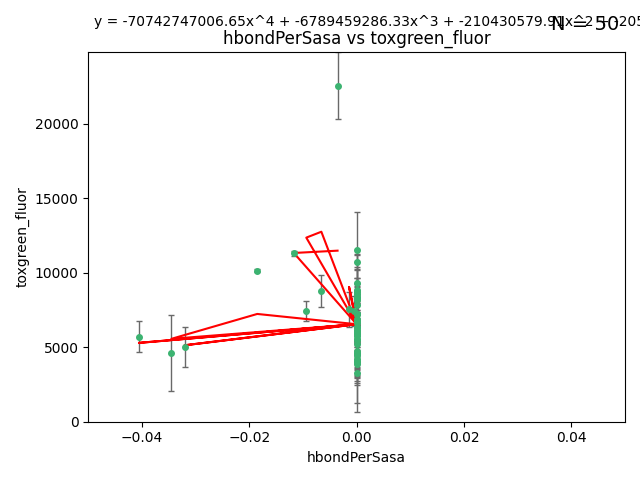 y = -70742747006.65x^4 + -6789459286.33x^3 + -210430579.91x^2 +
N = 50
hbondPerSasa vs toxgreen_fluor
toxgreen_fluor
20000
15000
10000
5000
0
−0.04 −0.02 0.00 0.02 0.04
hbondPerSasa